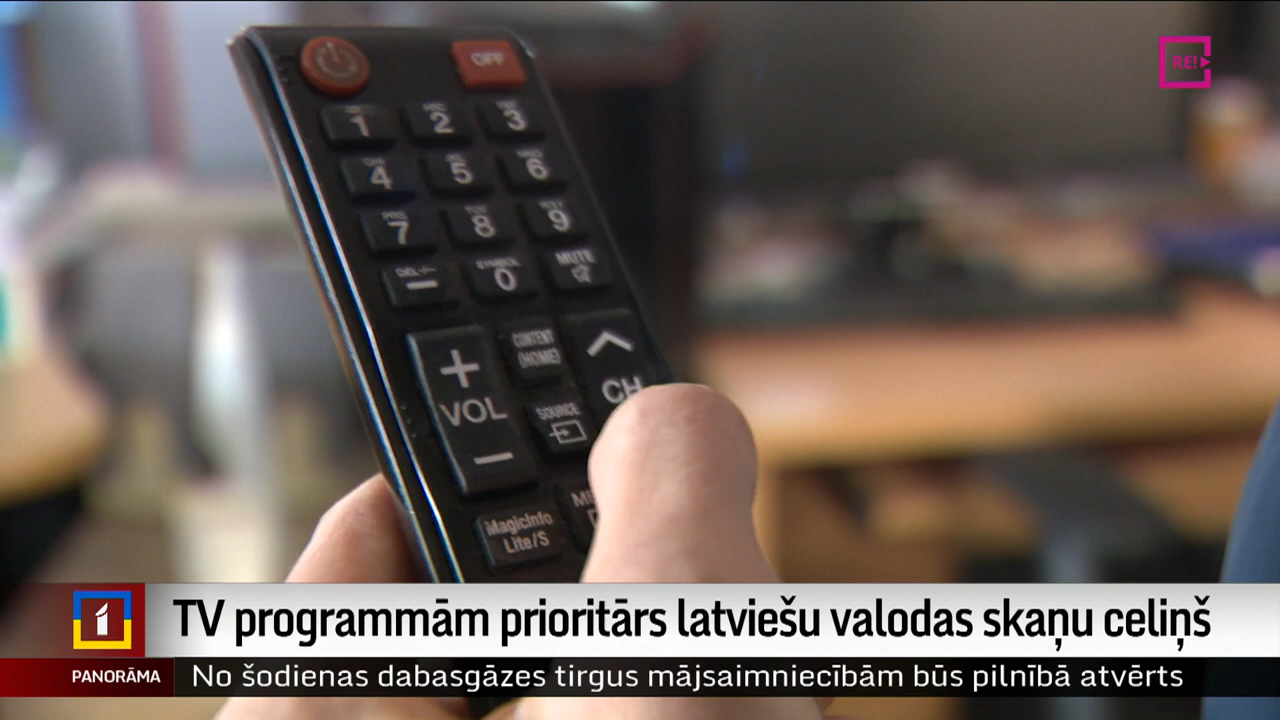 RE!
OFF
1 2 3
4 5 6
7 8 9
DEL -/-- SYMBOL MUTE
0
CONTENT
(HOME)
+
VOL
CH
SOURCE
MagicInfo
Lite/S
1
TV programmām prioritārs latviešu valodas skaņu celiņš
PANORĀMA
No šodienas dabasgāzes tirgus mājsaimniecībām būs pilnībā atvērts